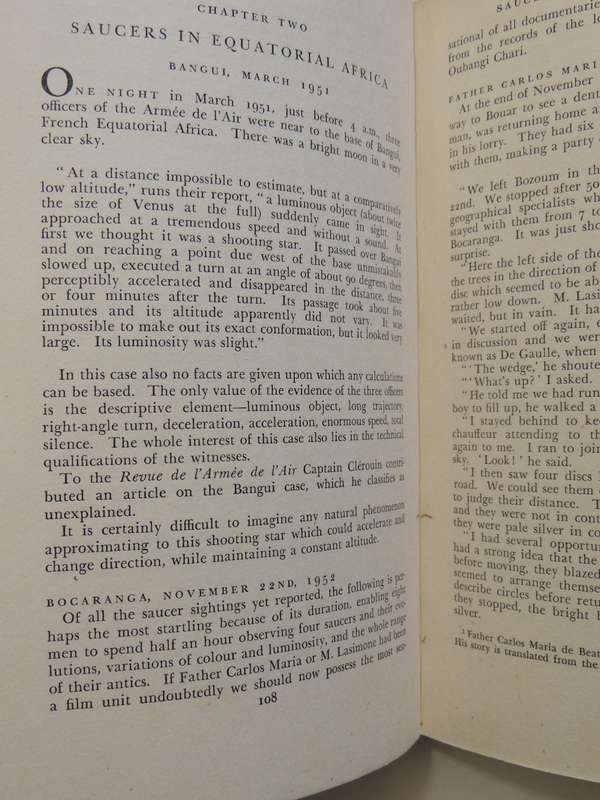 CHAPTER TWO
SAUCERS IN EQUATORIAL AFRICA
BANGUI, MARCH 1951
ONE NIGHT in March 1951, just before 4 a.m., three
officers of the Armée de l'Air were near to the base of Bangui,
French Equatorial Africa. There was a bright moon in a very
clear sky.
"At a distance impossible to estimate, but at a comparatively
low altitude," runs their report, "a luminous object (about twice
the size of Venus at the full) suddenly came in sight. It
approached at a tremendous speed and without a sound. At
first we thought it was a shooting star. It passed over Bangui
and on reaching a point due west of the base unmistakably
slowed up, executed a turn at an angle of about 90 degrees, then
perceptibly accelerated and disappeared in the distance, three
or four minutes after the turn. Its passage took about five
minutes and its altitude apparently did not vary. It was
impossible to make out its exact conformation, but it looked very
large. Its luminosity was slight."
In this case also no facts are given upon which any calculations
can be based. The only value of the evidence of the three officers
is the descriptive element—luminous object, long trajectory,
right-angle turn, deceleration, acceleration, enormous speed, total
silence. The whole interest of this case also lies in the technical
qualifications of the witnesses.
To the Revue de l'Armée de l'Air Captain Clérouin contri-
buted an article on the Bangui case, which he classifies as
unexplained.
It is certainly difficult to imagine any natural phenomenon
approximating to this shooting star which could accelerate and
change direction, while maintaining a constant altitude.
BOCARANGA, NOVEMBER 22ND, 1952
Of all the saucer sightings yet reported, the following is per-
haps the most startling because of its duration, enabling eight
men to spend half an hour observing four saucers and their evo-
lutions, variations of colour and luminosity, and the whole range
of their antics. If Father Carlos Maria or M. Lasimone had been
a film unit undoubtedly we should now possess the most sen-
108
sational of all documentarie
from the records of the lo
Oubangi Chari.
FATHER CARLOS MARI
At the end of November
way to Bouar to see a dent
man, was returning home a
in his lorry. They had six
with them, making a party
"We left Bozoum in the
22nd. We stopped after 50
geographical specialists wh
stayed with them from 7 to
Bocaranga. It was just sho
surprise.
"Here the left side of the
the trees in the direction of
disc which seemed to be ab
rather low down. M. Lasi
waited, but in vain. It ha
"We started off again, e
in discussion and we were
known as De Gaulle, when
"'The wedge,' he shoute
"'What's up?' I asked.
"He told me we had run
boy to fill up, he walked a
"I stayed behind to kee
chauffeur attending to th
again to me. I ran to join
sky. 'Look!' he said.
"I then saw four discs
road. We could see them
to judge their distance. T
and they were not in cont
they were pale silver in co
"I had several opportu
had a strong idea that the
before moving, they blazed
seemed to arrange themse
describe circles before retu
they stopped, the bright
silver.
1 Father Carlos Maria de Beat
His story is translated from the